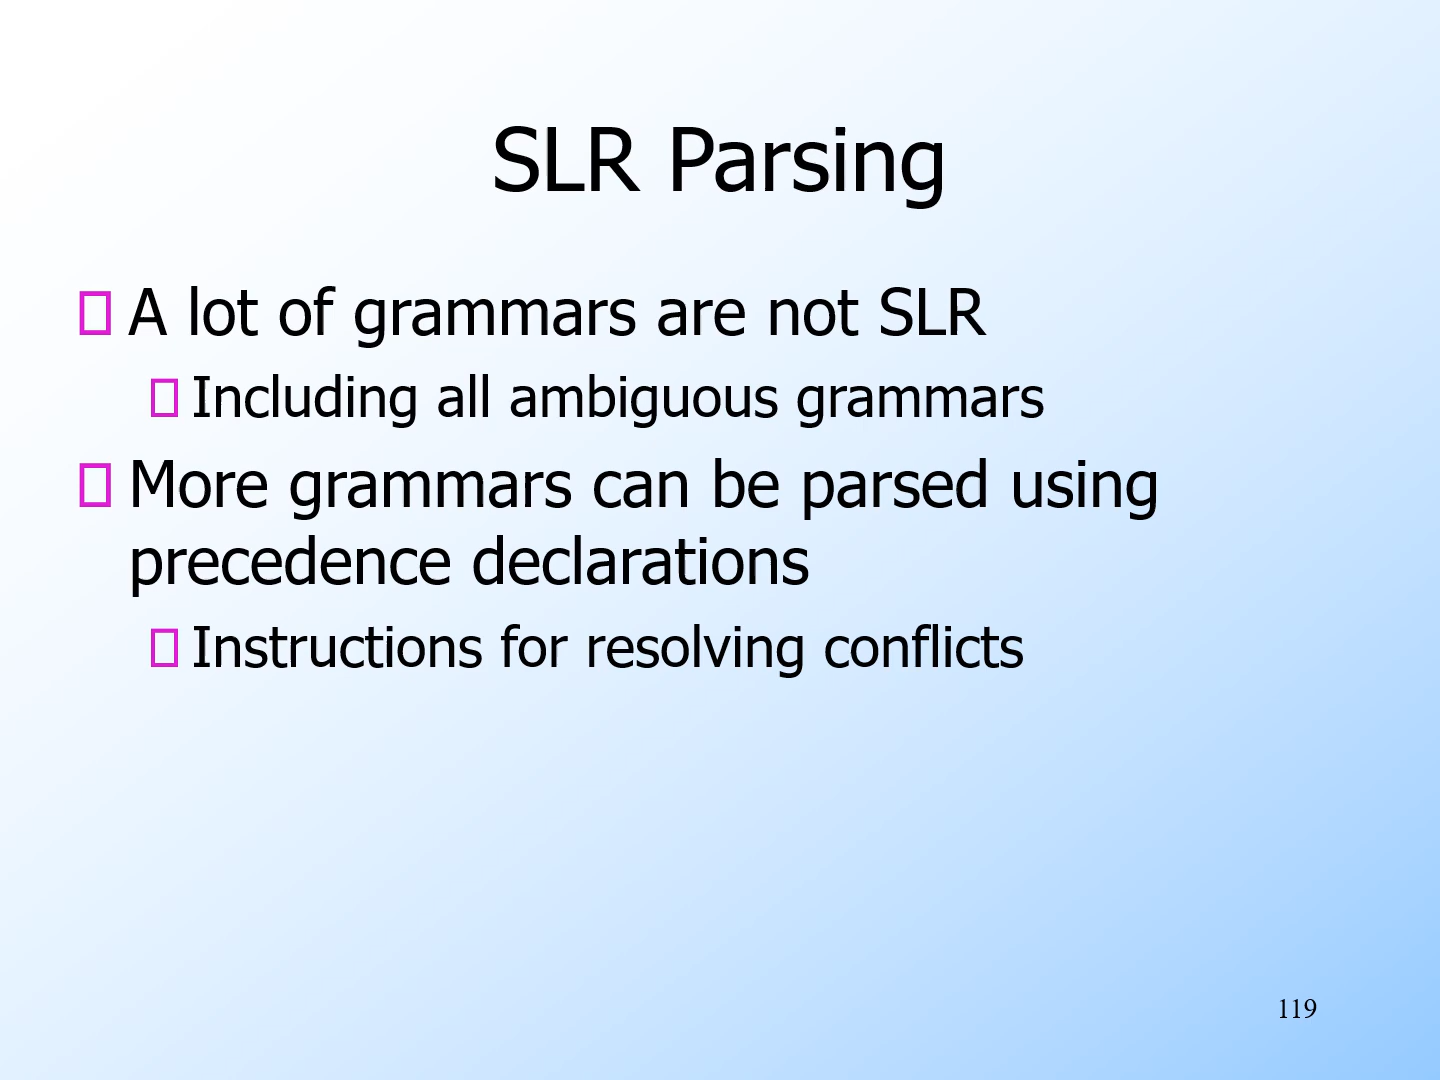 SLR Parsing
A lot of grammars are not SLR
Including all ambiguous grammars
More grammars can be parsed using
precedence declarations
Instructions for resolving conflicts
119